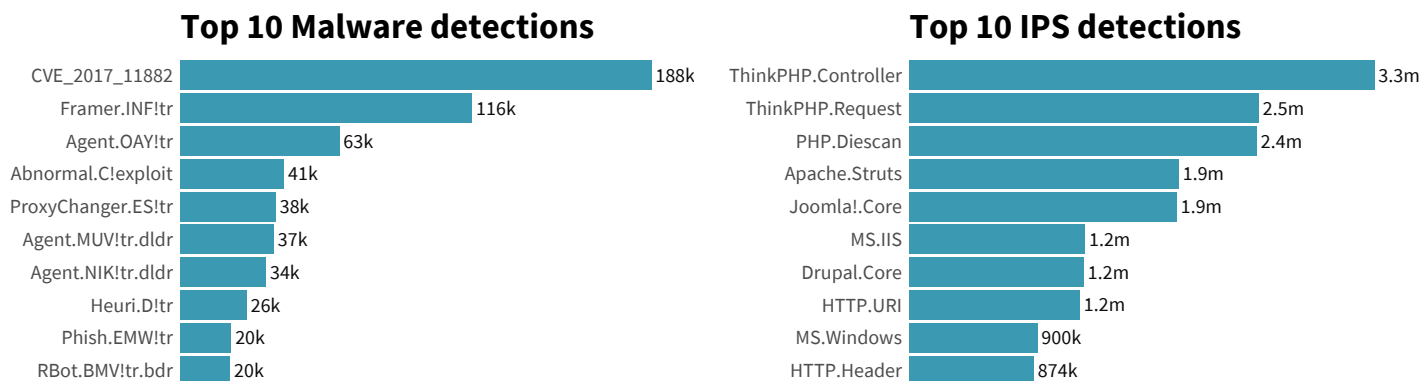 Top 10 Malware detections
CVE_2017_11882 188k
Framer.INF!tr 116k
Agent.OAY!tr 63k
Abnormal.C!exploit 41k
ProxyChanger.ES!tr 38k
Agent.MUV!tr.dldr 37k
Agent.NIK!tr.dldr 34k
Heuri.D!tr 26k
Phish.EMW!tr 20k
RBot.BMV!tr.bdr 20k
Top 10 IPS detections
ThinkPHP.Controller 3.3m
ThinkPHP.Request 2.5m
PHP.Diescan 2.4m
Apache.Struts 1.9m
Joomla!.Core 1.9m
MS.IIS 1.2m
Drupal.Core 1.2m
HTTP.URI 1.2m
MS.Windows 900k
HTTP.Header 874k